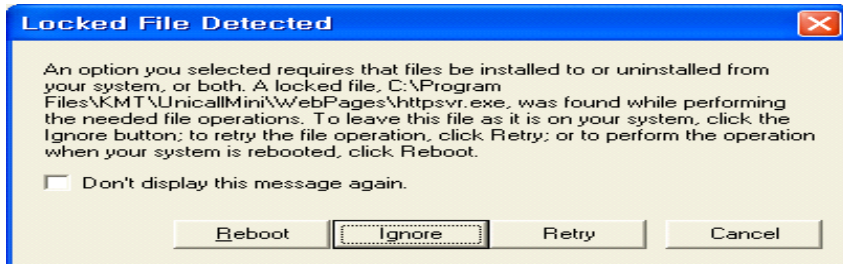 Locked File Detected
An option you selected requires that files be installed to or uninstalled from
your system, or both. A locked file, C:\Program
Files\KMT\UnicallMini\WebPages\httpsvr.exe, was found while performing
the needed file operations. To leave this file as it is on your system, click the
Ignore button; to retry the file operation, click Retry; or to perform the operation
when your system is rebooted, click Reboot.
Don't display this message again.
Reboot Ignore Retry Cancel